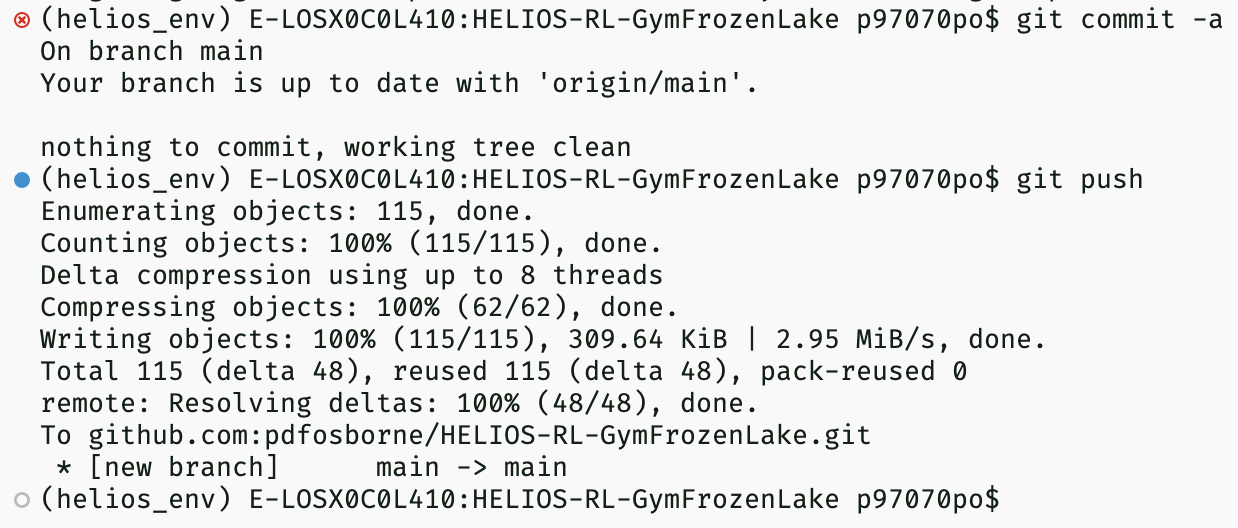 (helios_env) E-LOSX0C0L410:HELIOS-RL-GymFrozenLake p97070po$ git commit -a
On branch main
Your branch is up to date with 'origin/main'.
nothing to commit, working tree clean
(helios_env) E-LOSX0C0L410:HELIOS-RL-GymFrozenLake p97070po$ git push
Enumerating objects: 115, done.
Counting objects: 100% (115/115), done.
Delta compression using up to 8 threads
Compressing objects: 100% (62/62), done.
Writing objects: 100% (115/115), 309.64 KiB | 2.95 MiB/s, done.
Total 115 (delta 48), reused 115 (delta 48), pack-reused 0
remote: Resolving deltas: 100% (48/48), done.
To github.com:pdfosborne/HELIOS-RL-GymFrozenLake.git
 * [new branch]      main -> main
(helios_env) E-LOSX0C0L410:HELIOS-RL-GymFrozenLake p97070po$